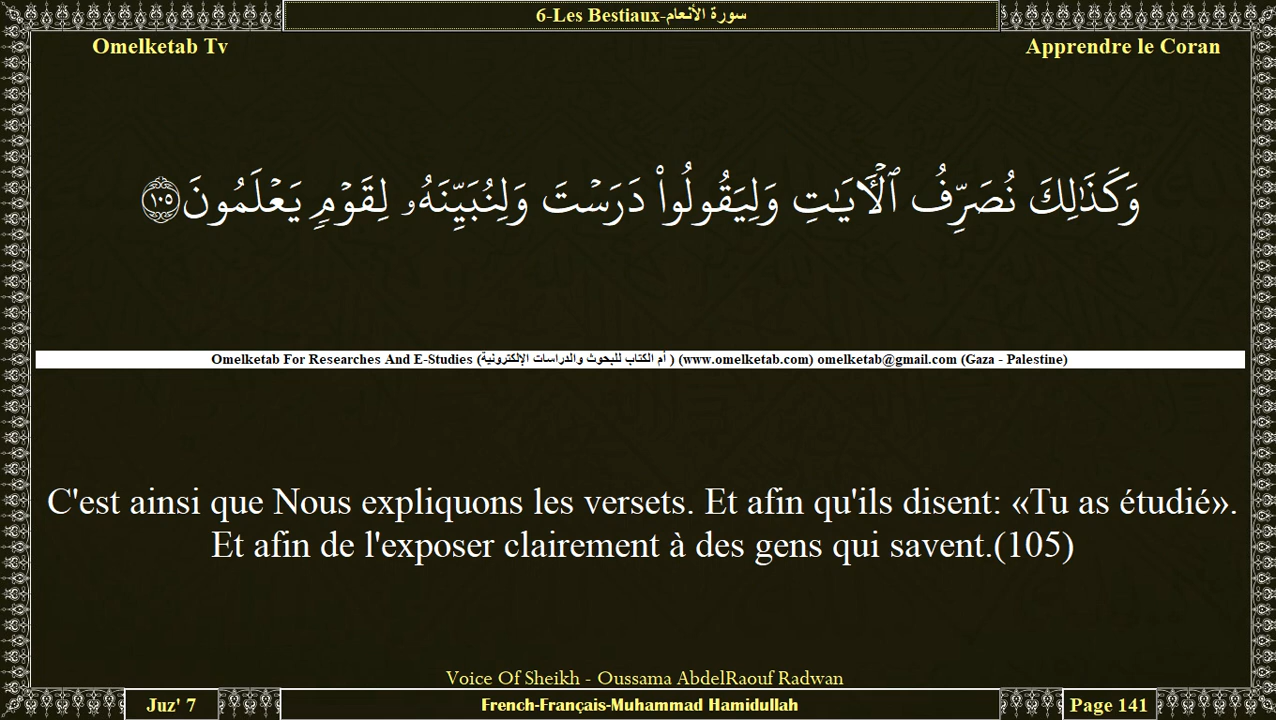 6-Les Bestiaux-سورة الأنعام
Omelketab Tv
Apprendre le Coran
وَكَذَٰلِكَ نُصَرِّفُ ٱلْـَٔايَـٰتِ وَلِيَقُولُوا۟ دَرَسْتَ وَلِنُبَيِّنَهُۥ لِقَوْمٍۢ يَعْلَمُونَ ١٠٥
Omelketab For Researches And E-Studies (أم الكتاب للبحوث والدراسات الإلكترونية ) (www.omelketab.com) omelketab@gmail.com (Gaza - Palestine)
C'est ainsi que Nous expliquons les versets. Et afin qu'ils disent: «Tu as étudié».
Et afin de l'exposer clairement à des gens qui savent.(105)
Voice Of Sheikh - Oussama AbdelRaouf Radwan
Juz' 7
French-Français-Muhammad Hamidullah
Page 141